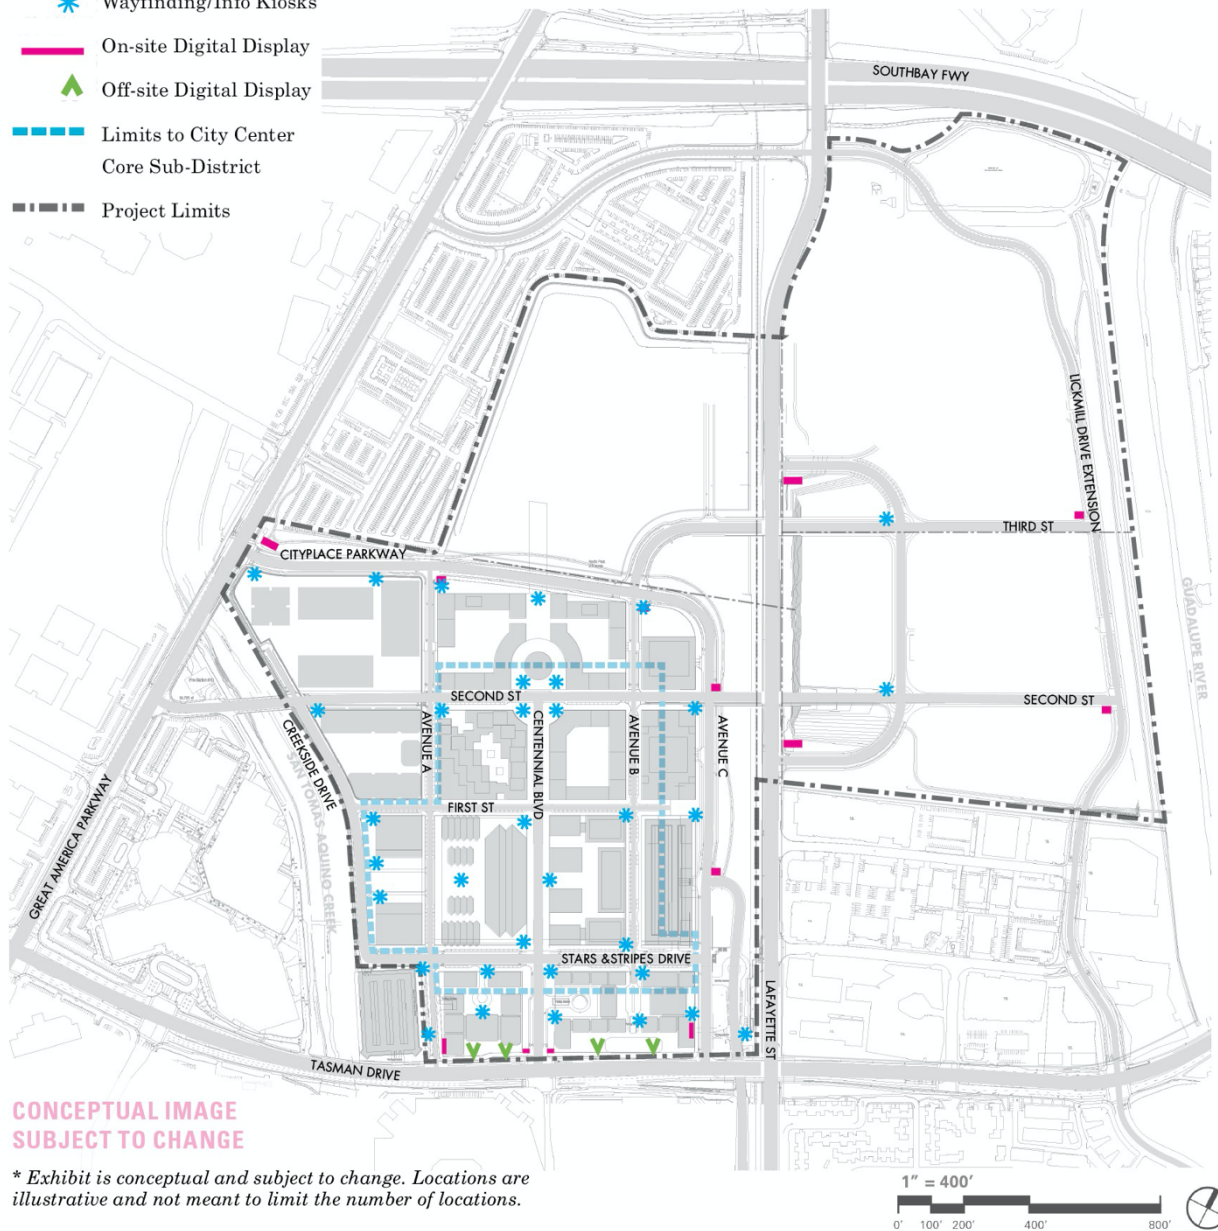 Wayfinding/Info Kiosks
On-site Digital Display
SOUTHBAY FWY
Off-site Digital Display
Limits to City Center
Core Sub-District
Project Limits
LICKMILL DRIVE EXTENSION
THIRD ST
CITYPLACE PARKWAY
GUADALUPE RIVER
SECOND ST
SECOND ST
AVENUE A
CENTENNIAL BLVD
AVENUE B
AVENUE C
CREEKSIDE DRIVE
SAN TOMAS AQUINO CREEK
GREAT AMERICA PARKWAY
FIRST ST
STARS &STRIPES DRIVE
LAFAYETTE ST
TASMAN DRIVE
CONCEPTUAL IMAGE
SUBJECT TO CHANGE
* Exhibit is conceptual and subject to change. Locations are
illustrative and not meant to limit the number of locations.
1" = 400'
0' 100' 200' 400' 800'